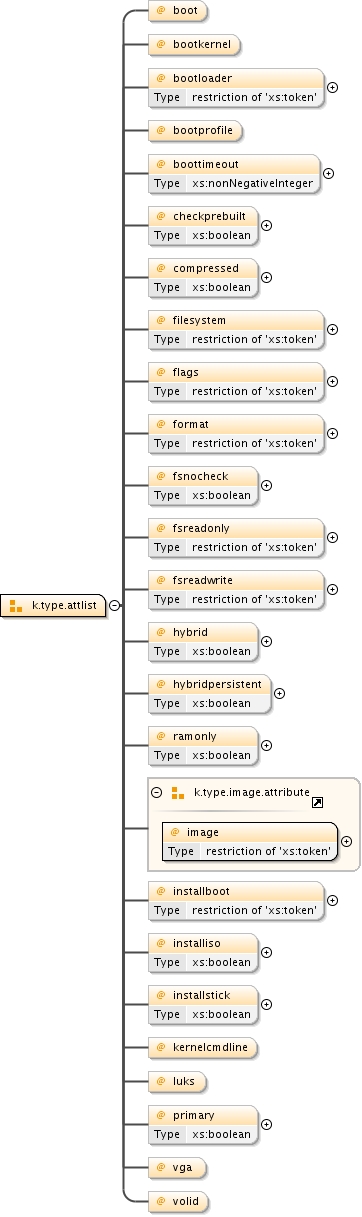 boot
bootkernel
bootloader
Type restriction of 'xs:token'
bootprofile
boottimeout
Type xs:nonNegativeInteger
checkprebuilt
Type xs:boolean
compressed
Type xs:boolean
filesystem
Type restriction of 'xs:token'
flags
Type restriction of 'xs:token'
format
Type restriction of 'xs:token'
fsnocheck
Type xs:boolean
fsreadonly
Type restriction of 'xs:token'
fsreadwrite
Type restriction of 'xs:token'
k.type.attlist
hybrid
Type xs:boolean
hybridpersistent
Type xs:boolean
ramonly
Type xs:boolean
k.type.image.attribute
image
Type restriction of 'xs:token'
installboot
Type restriction of 'xs:token'
installiso
Type xs:boolean
installstick
Type xs:boolean
kernelcmdline
luks
primary
Type xs:boolean
vga
volid